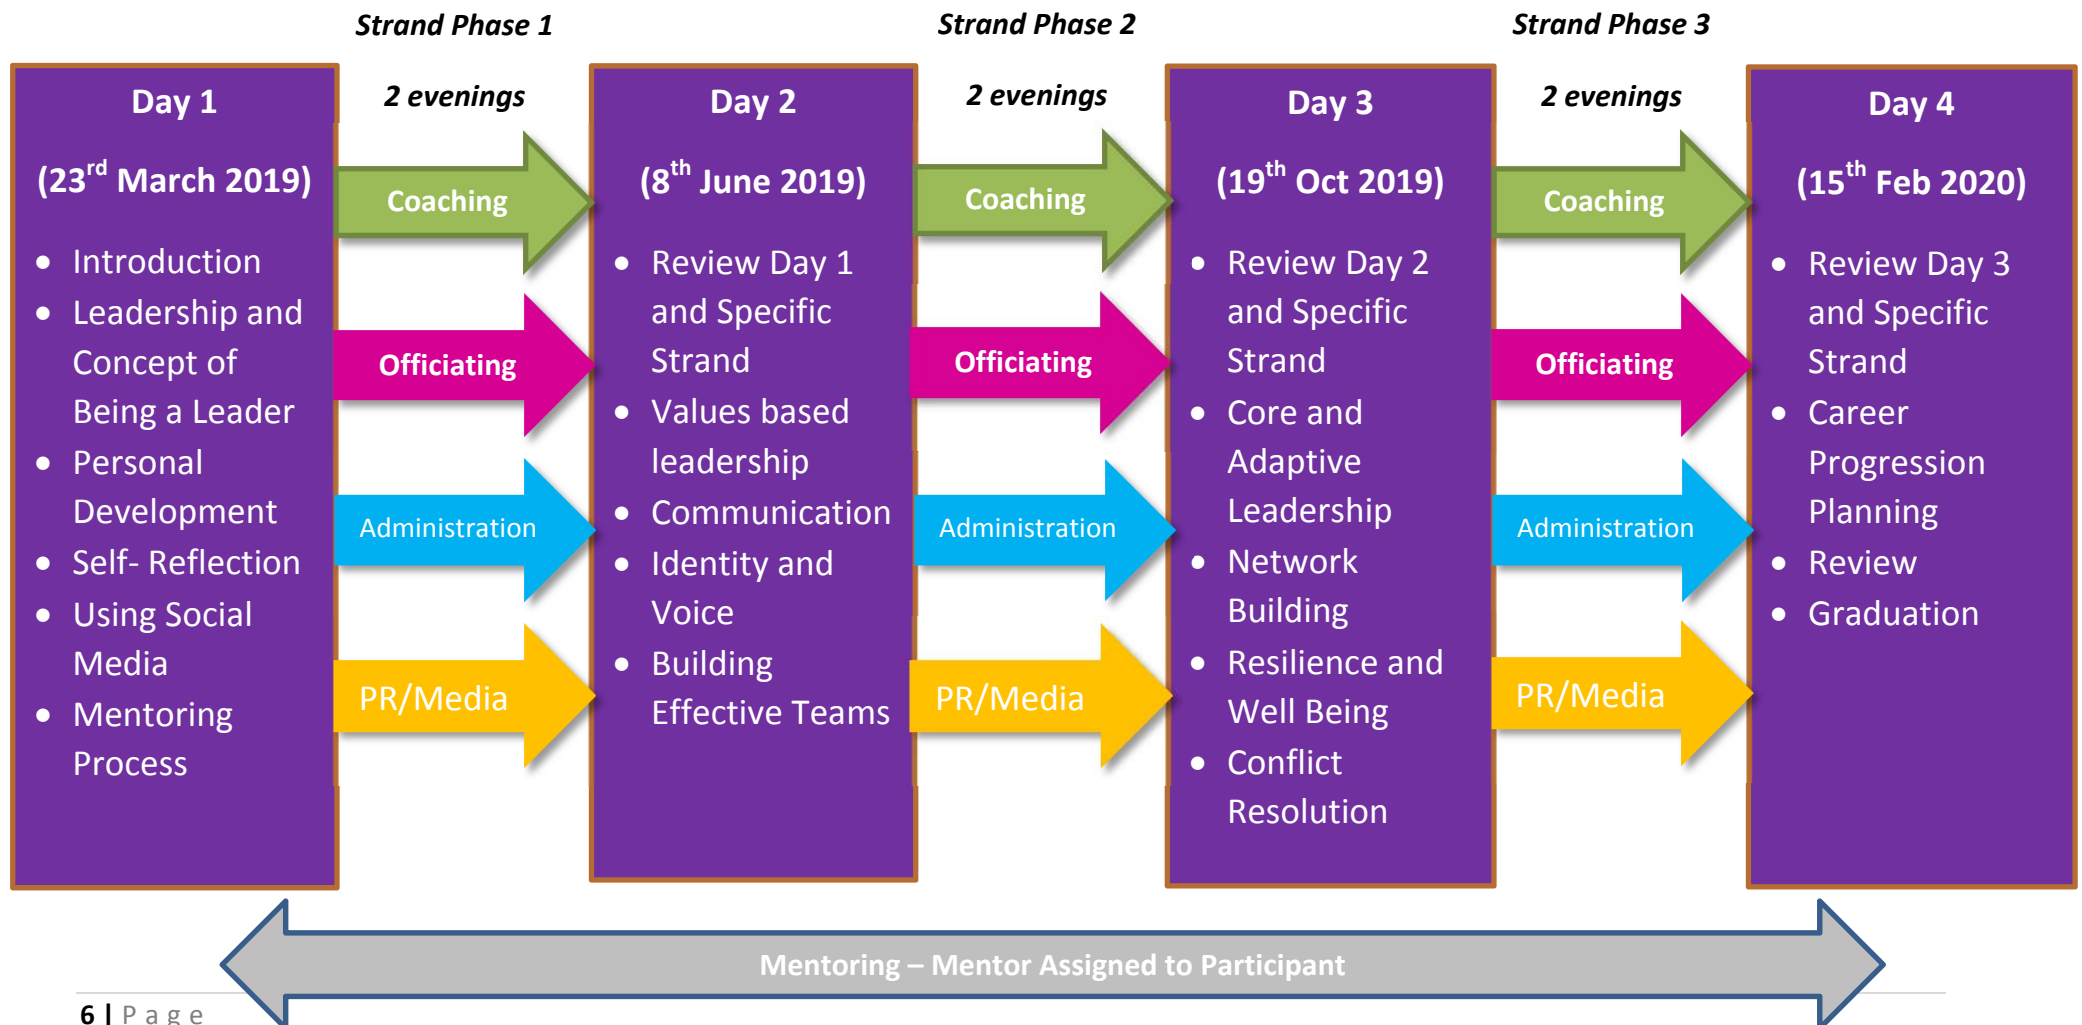 Strand Phase 1
Strand Phase 2
Strand Phase 3
Day 1
(23rd March 2019)
• Introduction
• Leadership and
Concept of
Being a Leader
• Personal
Development
• Self- Reflection
• Using Social
Media
• Mentoring
Process
2 evenings
Coaching
Officiating
Administration
PR/Media
Day 2
(8th June 2019)
• Review Day 1
and Specific
Strand
• Values based
leadership
• Communication
• Identity and
Voice
• Building
Effective Teams
2 evenings
Coaching
Officiating
Administration
PR/Media
Day 3
(19th Oct 2019)
• Review Day 2
and Specific
Strand
• Core and
Adaptive
Leadership
• Network
Building
• Resilience and
Well Being
• Conflict
Resolution
2 evenings
Coaching
Officiating
Administration
PR/Media
Day 4
(15th Feb 2020)
• Review Day 3
and Specific
Strand
• Career
Progression
Planning
• Review
• Graduation
Mentoring – Mentor Assigned to Participant
6 | Page